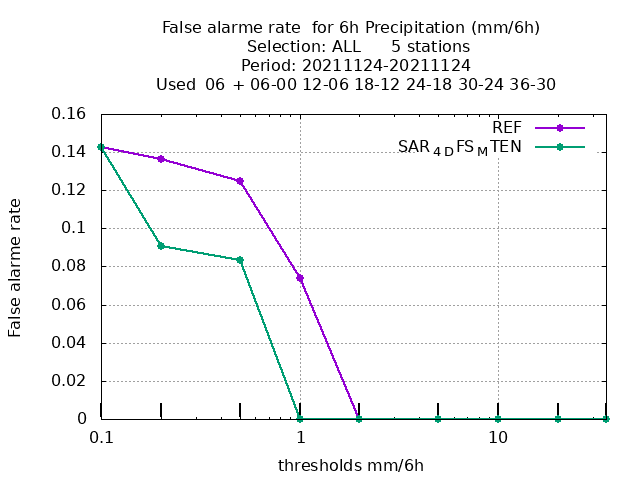 False alarme rate  for 6h Precipitation (mm/6h)
Selection: ALL      5 stations
Period: 20211124-20211124
Used  06 + 06-00 12-06 18-12 24-18 30-24 36-30
0.16
0.14
0.12
0.1
0.08
0.06
0.04
0.02
0
False alarme rate
REF
SAR4DFSMTEN
0.1
1
10
thresholds mm/6h